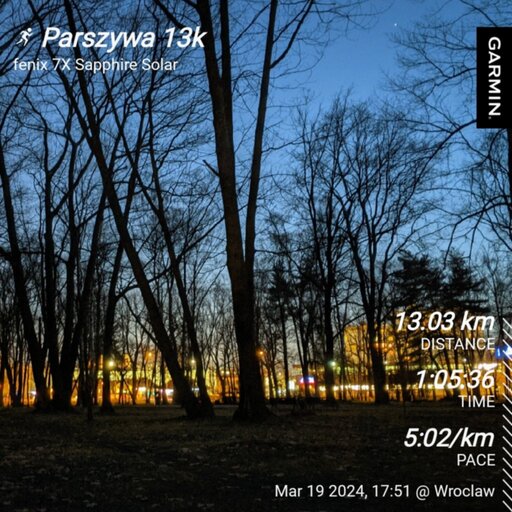 Parszywa 13k
fenix 7X Sapphire Solar
GARMIN
13.03 km
DISTANCE
1:05:36
TIME
5:02/km
PACE
Mar 19 2024, 17:51 @ Wroclaw